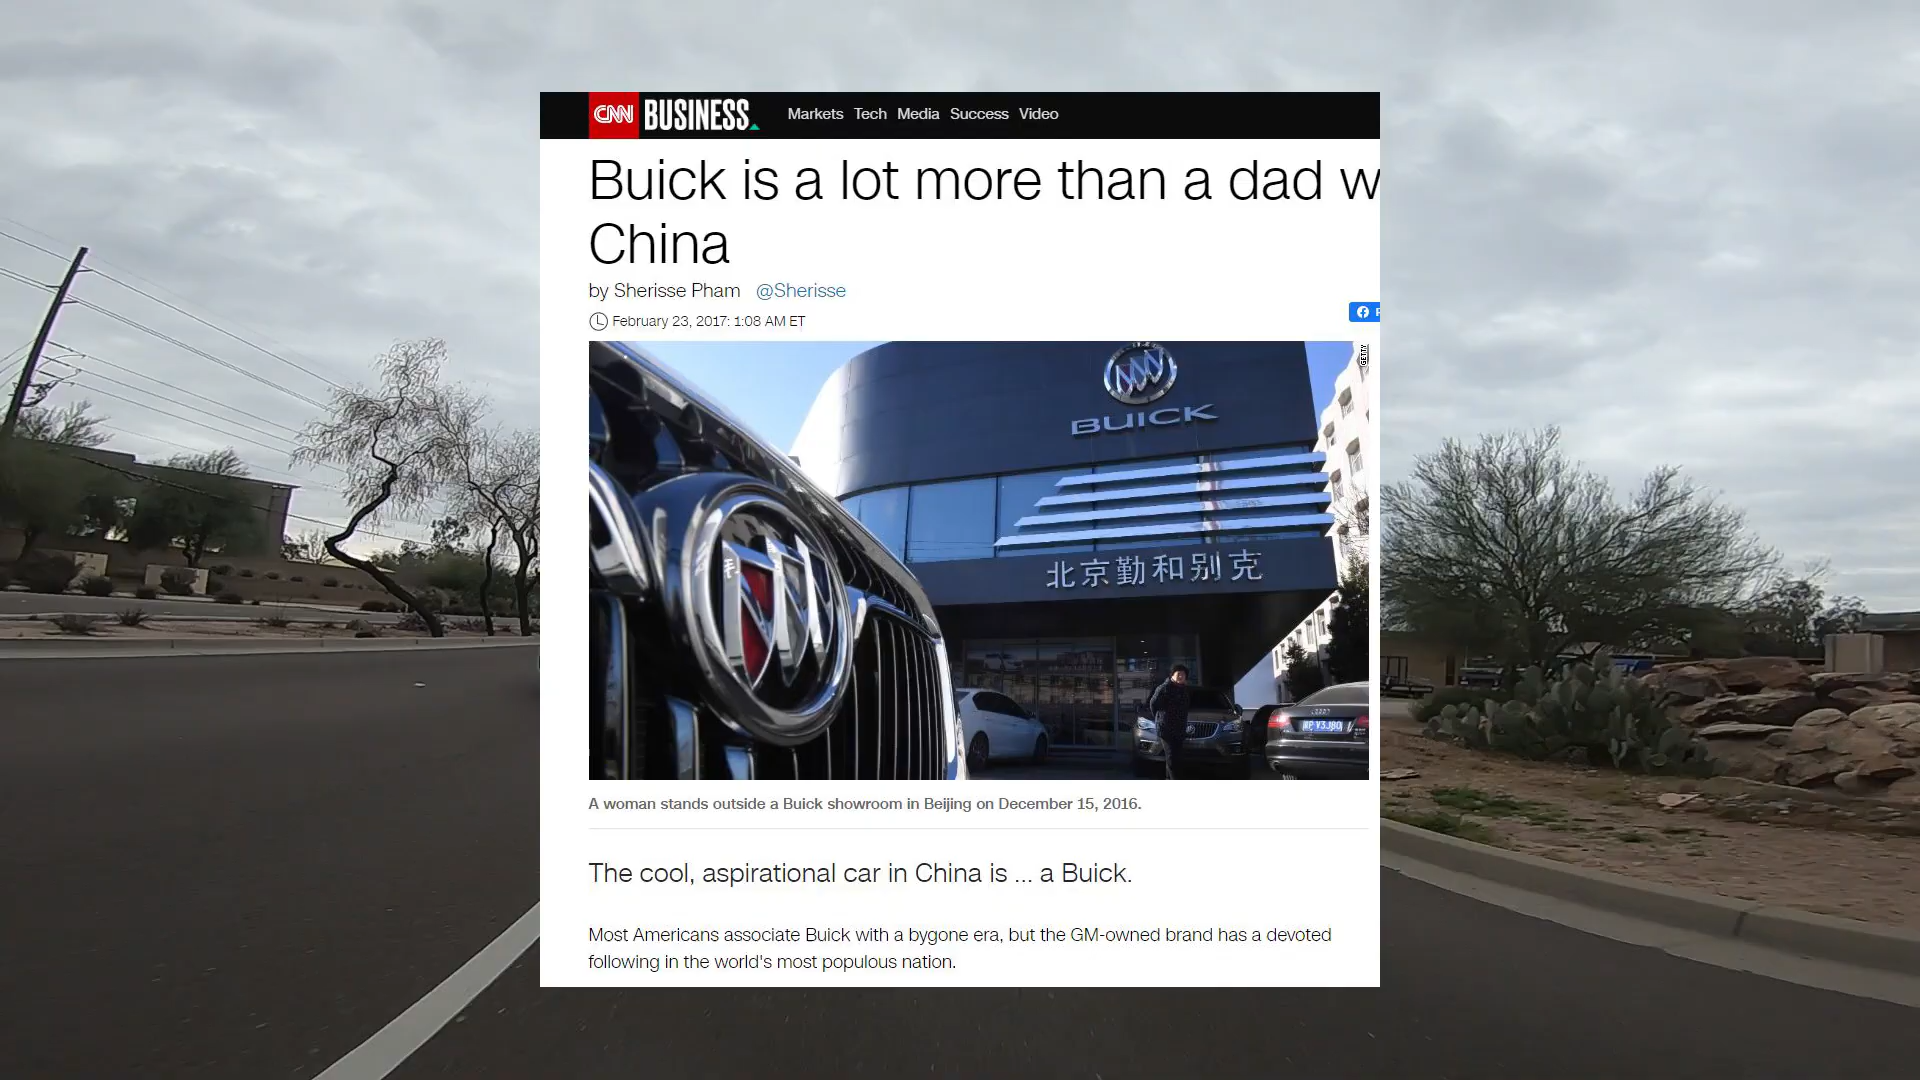 CNN BUSINESS
Markets Tech Media Success Video
Buick is a lot more than a dad w
China
by Sherisse Pham @Sherisse
February 23, 2017: 1:08 AM ET
GETTY
BUICK
北京勤和别克
A woman stands outside a Buick showroom in Beijing on December 15, 2016.
The cool, aspirational car in China is ... a Buick.
Most Americans associate Buick with a bygone era, but the GM-owned brand has a devoted
following in the world's most populous nation.